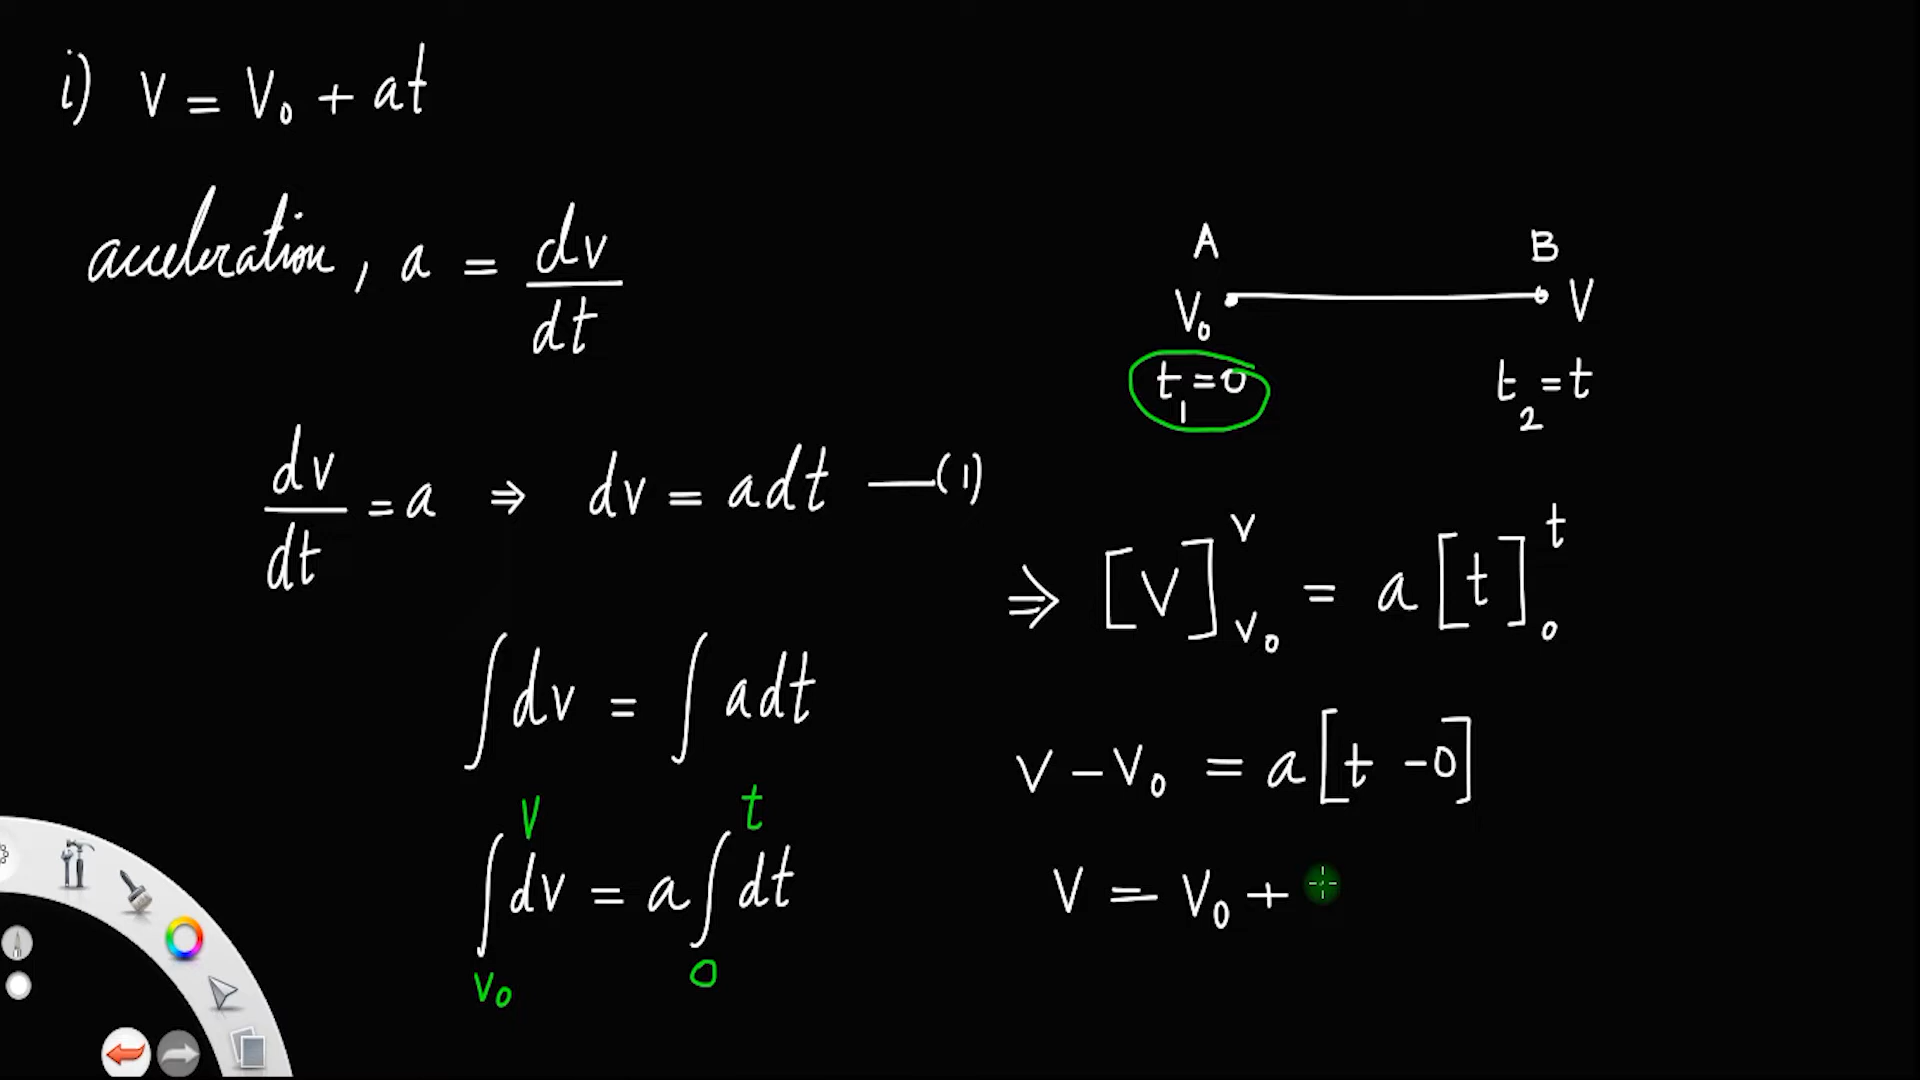 i) V = V₀ + at
acceleration, a = dv/dt
dv/dt = a ⇒ dv = adt —(1)
∫dv = ∫adt
∫_{v₀}^{v} dv = a∫_{0}^{t} dt
A B
V₀ V
t₁ = 0 t₂ = t
⇒ [V]_{v₀}^{v} = a[t]_{0}^{t}
V − V₀ = a[t − 0]
V = V₀ +